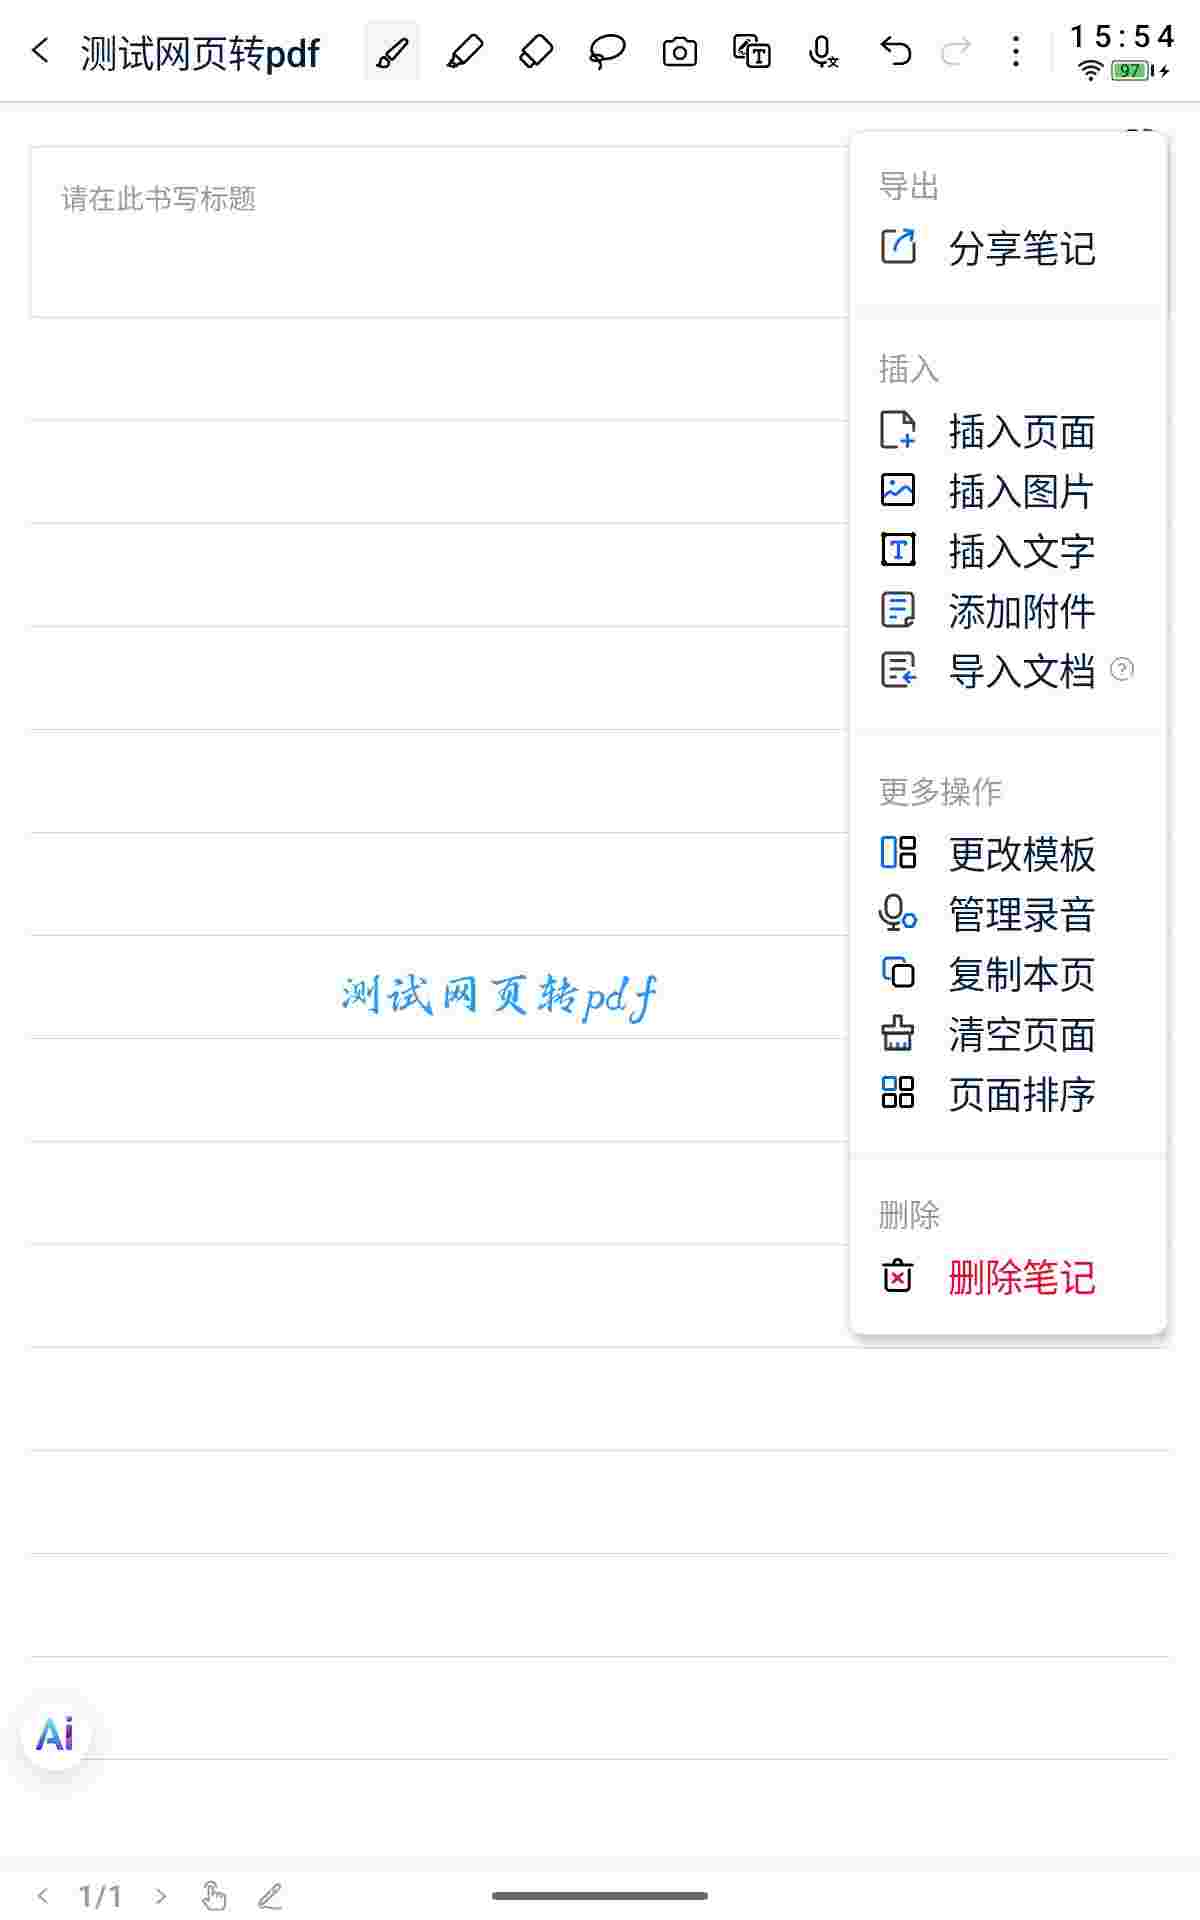 测试网页转pdf
15:54
97
请在此书写标题
导出
分享笔记
插入
插入页面
插入图片
插入文字
添加附件
导入文档
更多操作
更改模板
管理录音
复制本页
清空页面
页面排序
测试网页转pdf
删除
删除笔记
Ai
1/1